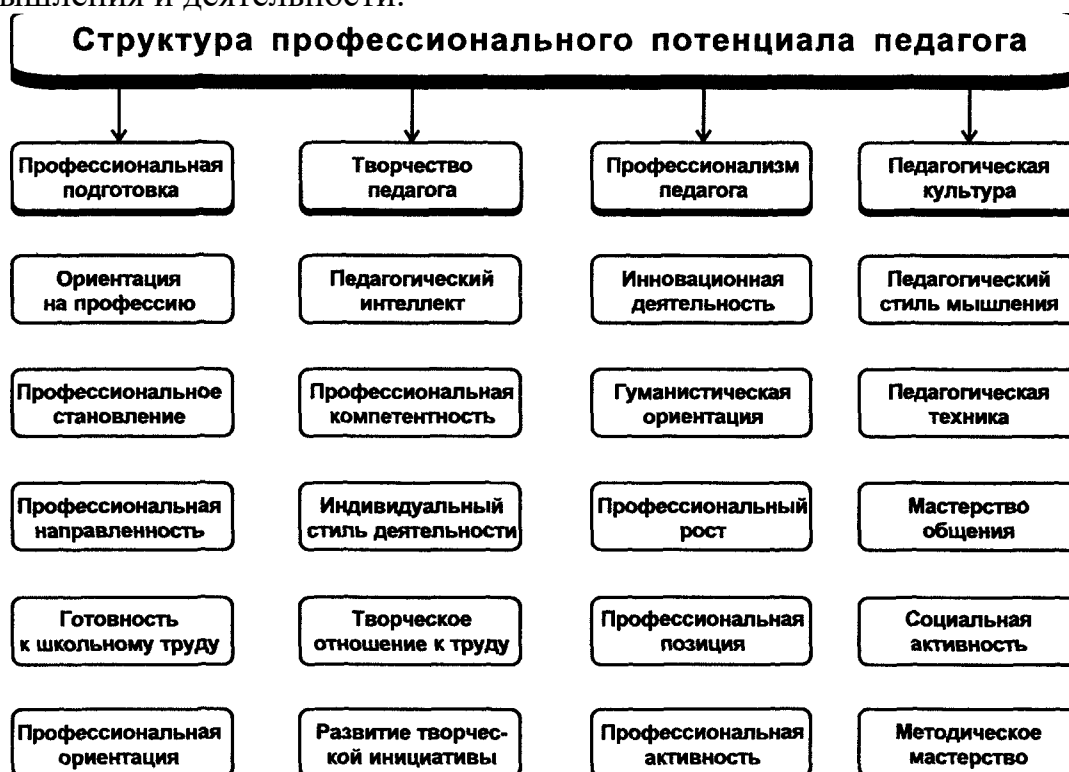 мышления и деятельности.
Структура профессионального потенциала педагога
Профессиональная
подготовка
Творчество
педагога
Профессионализм
педагога
Педагогическая
культура
Ориентация
на профессию
Педагогический
интеллект
Инновационная
деятельность
Педагогический
стиль мышления
Профессиональное
становление
Профессиональная
компетентность
Гуманистическая
ориентация
Педагогическая
техника
Профессиональная
направленность
Индивидуальный
стиль деятельности
Профессиональный
рост
Мастерство
общения
Готовность
к школьному труду
Творческое
отношение к труду
Профессиональная
позиция
Социальная
активность
Профессиональная
ориентация
Развитие творчес-
кой инициативы
Профессиональная
активность
Методическое
мастерство